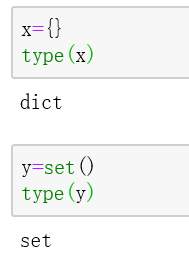 x={}
type(x)
dict
y=set()
type(y)
set